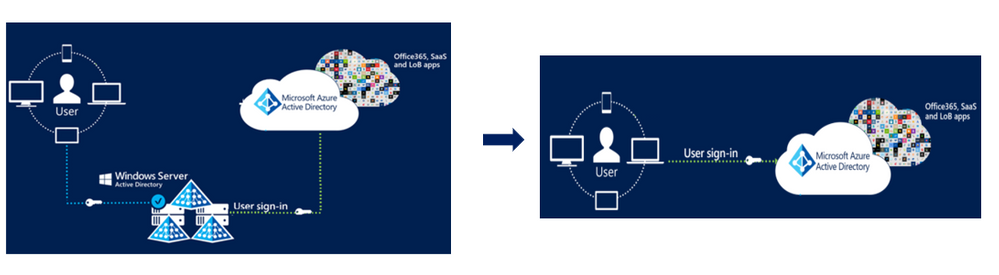 Office365, SaaS
and LoB apps
Microsoft Azure
Active Directory
User
Windows Server
Active Directory
User sign-in
Office365, SaaS
and LoB apps
User sign-in
Microsoft Azure
Active Directory
User